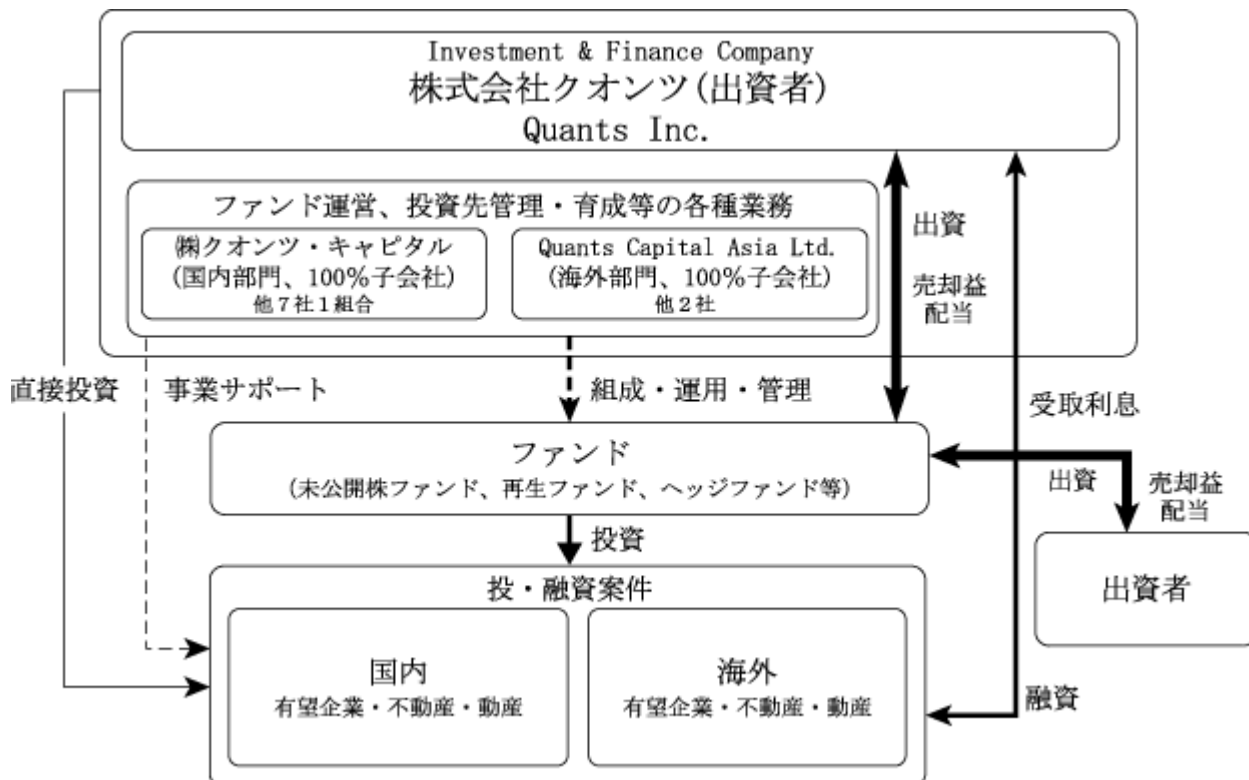 Investment & Finance Company
株式会社クオンツ(出資者)
Quants Inc.
ファンド運営、投資先管理・育成等の各種業務
㈱クオンツ・キャピタル
(国内部門、100%子会社)
他7社1組合
Quants Capital Asia Ltd.
(海外部門、100%子会社)
他2社
出資
売却益
配当
直接投資
事業サポート
組成・運用・管理
受取利息
ファンド
(未公開株ファンド、再生ファンド、ヘッジファンド等)
出資
売却益
配当
投資
出資者
投・融資案件
国内
有望企業・不動産・動産
海外
有望企業・不動産・動産
融資